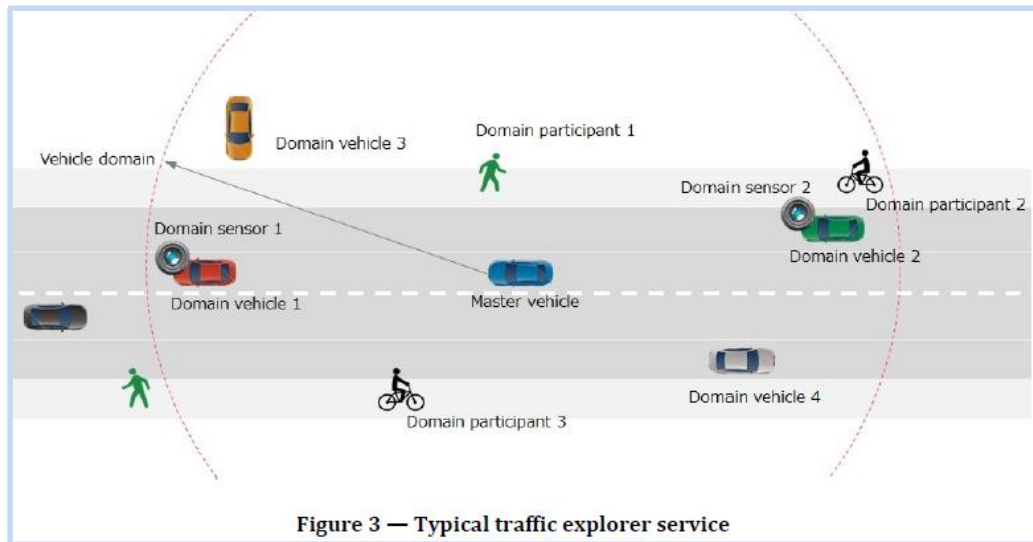 Domain participant 1
Domain vehicle 3
Vehicle domain
Domain sensor 2
Domain participant 2
Domain sensor 1
Domain vehicle 2
Domain vehicle 1
Master vehicle
Domain vehicle 4
Domain participant 3
Figure 3 — Typical traffic explorer service